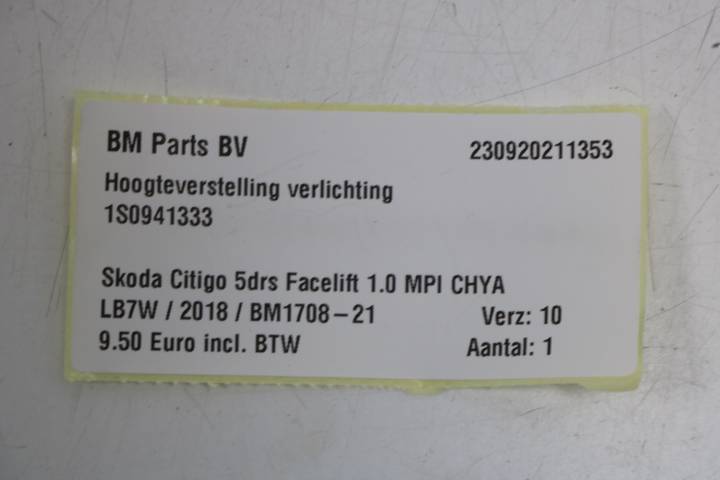 BM Parts BV 230920211353
Hoogteverstelling verlichting
1S0941333
Skoda Citigo 5drs Facelift 1.0 MPI CHYA
LB7W / 2018 / BM1708-21 Verz: 10
9.50 Euro incl. BTW Aantal: 1